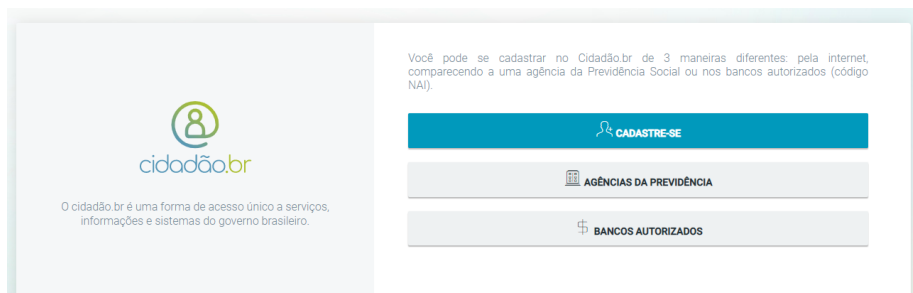 cidadão.br
O cidadão.br é uma forma de acesso único a serviços,
informações e sistemas do governo brasileiro.
Você pode se cadastrar no Cidadão.br de 3 maneiras diferentes: pela internet,
comparecendo a uma agência da Previdência Social ou nos bancos autorizados (código
NAI).
CADASTRE-SE
AGÊNCIAS DA PREVIDÊNCIA
BANCOS AUTORIZADOS